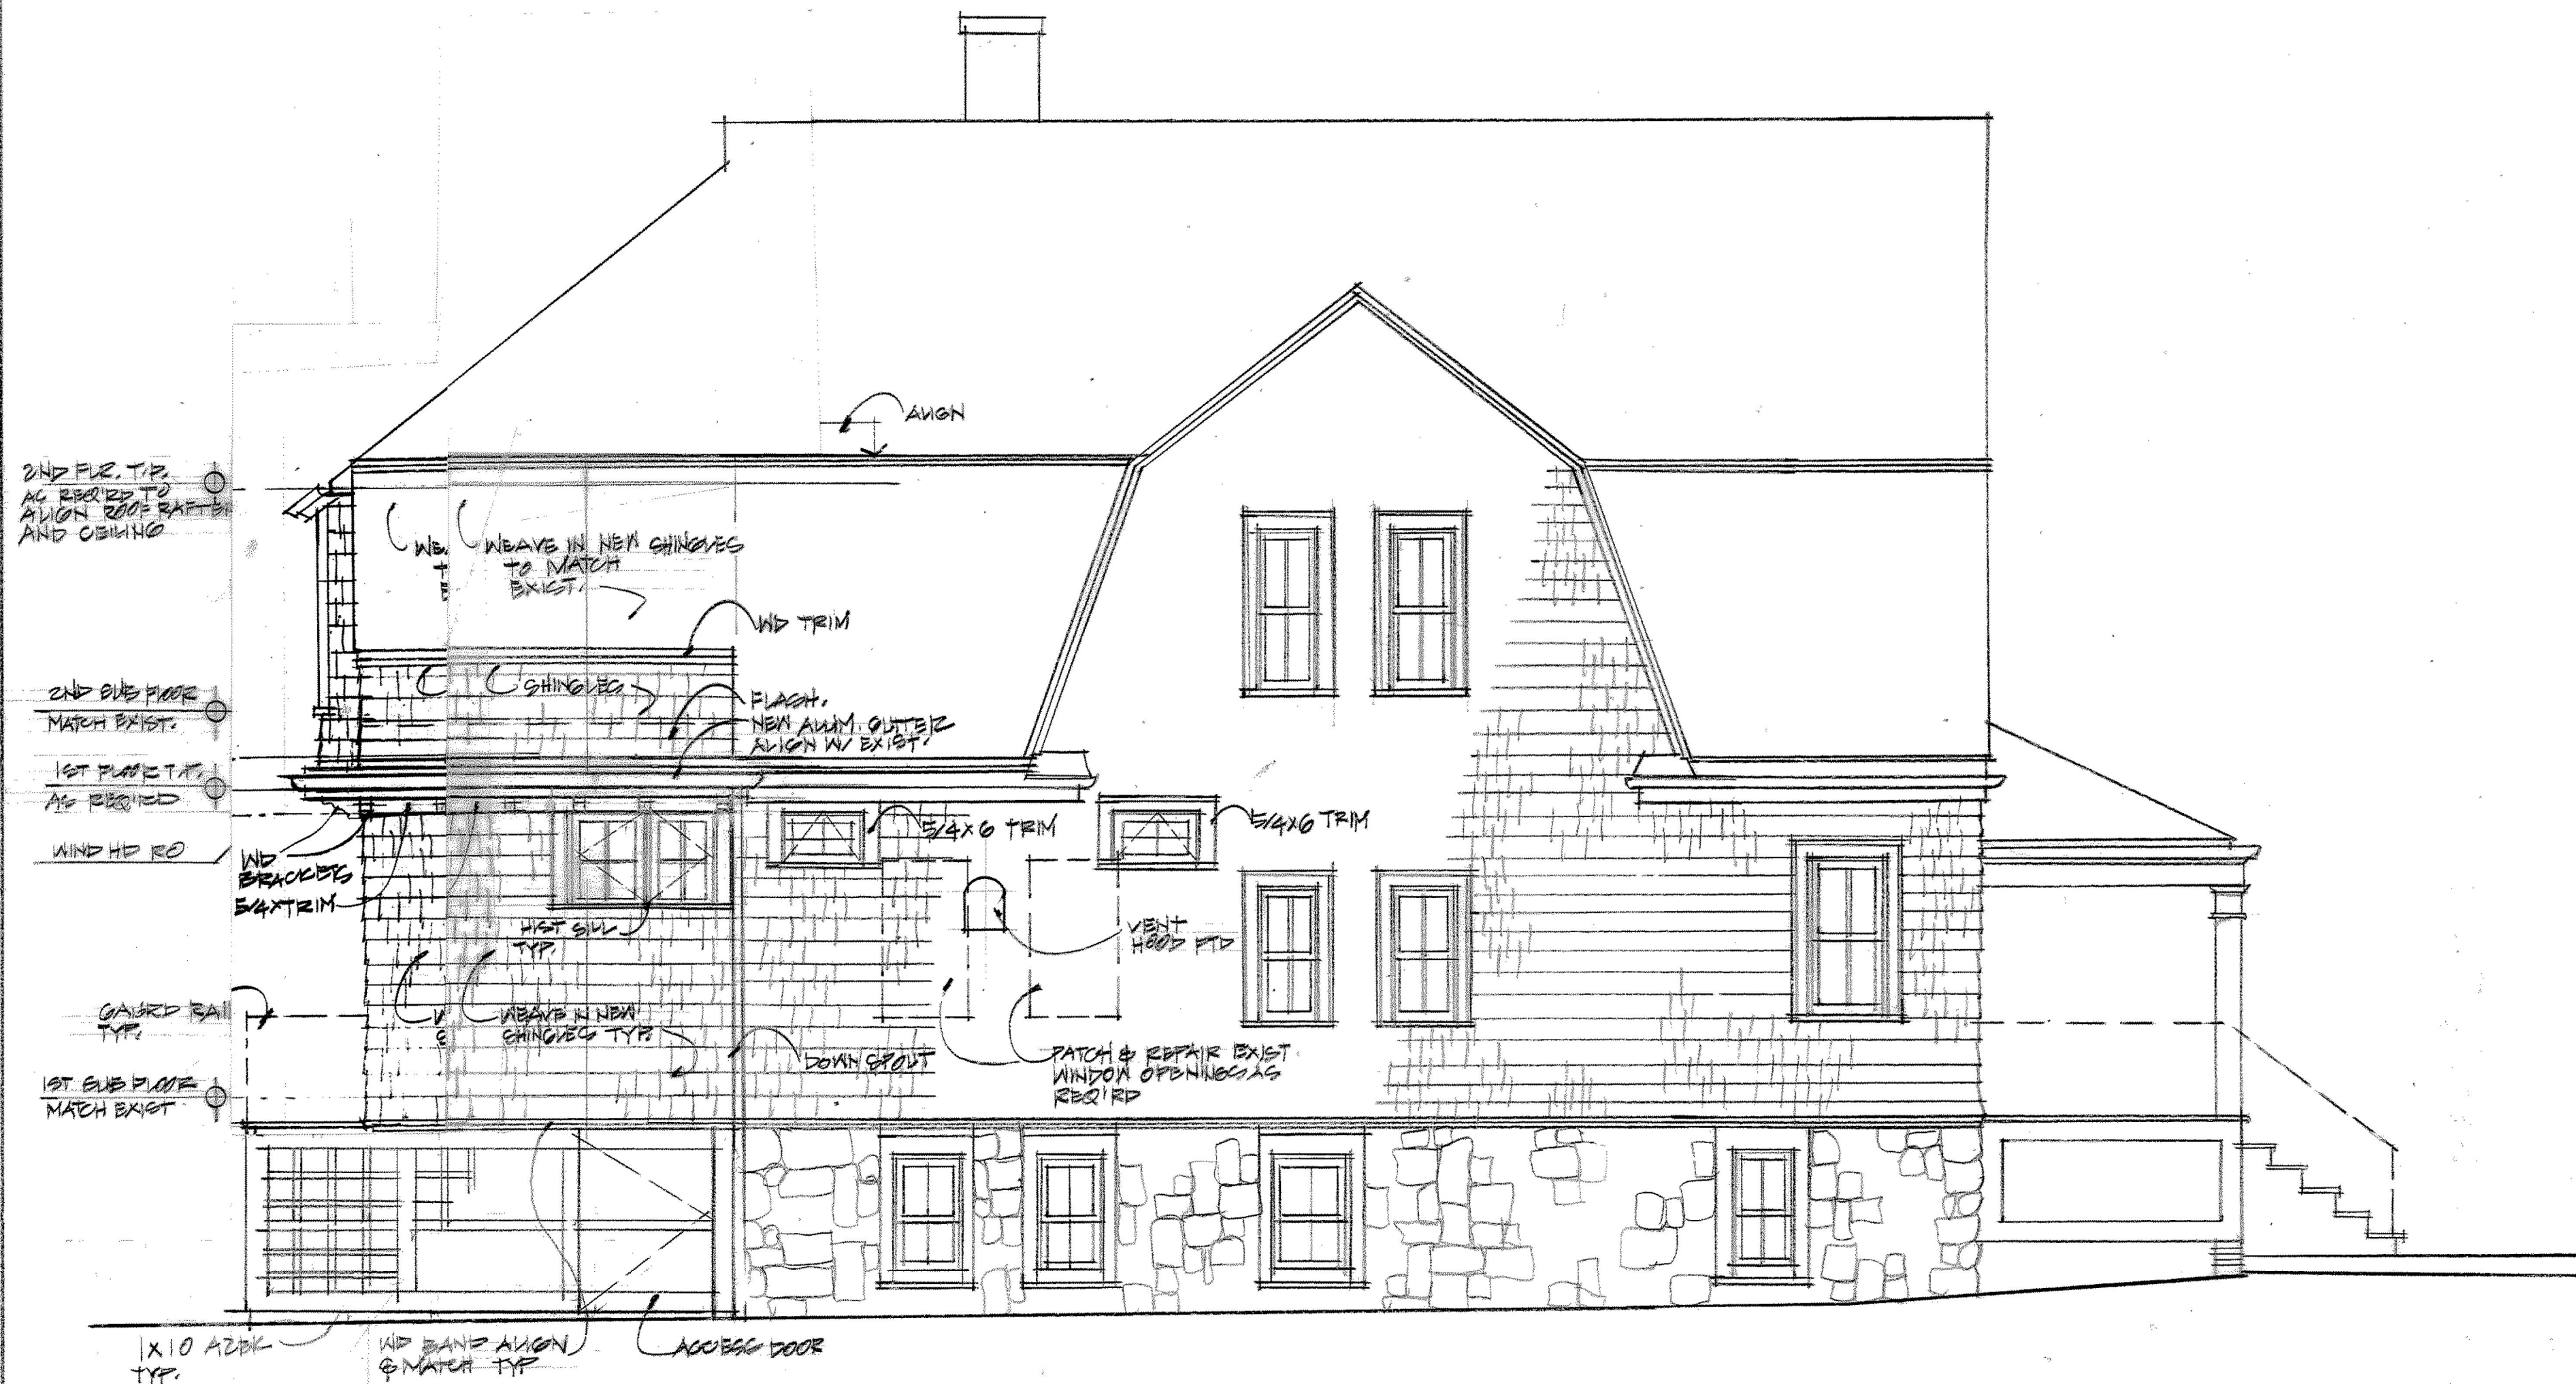 ALIGN
2ND FLR. T.P.
AS REQ'RD TO
ALIGN ROOF RAFTER
AND CEILING
WEAVE IN NEW SHINGLES
TO MATCH
EXIST.
WD TRIM
SHINGLES
2ND SUB FLOOR
MATCH EXIST.
FLASH.
NEW ALUM. GUTTER
ALIGN W/ EXIST.
1ST FLOOR T.P.
AS REQ'RD
5/4X6 TRIM
5/4X6 TRIM
WIND HD RO
WD
BRACKETS
5/4XTRIM
HIST SILL
TYP.
VENT
HOOD PTD
GAURD RAI
TYP.
WEAVE IN NEW
SHINGLES TYP.
DOWN SPOUT
PATCH & REPAIR EXIST.
WINDOW OPENINGS AS
REQ'RD
1ST SUB FLOOR
MATCH EXIST
1X10 AZEK
TYP.
WD BAND ALIGN
& MATCH TYP
ACCESS DOOR